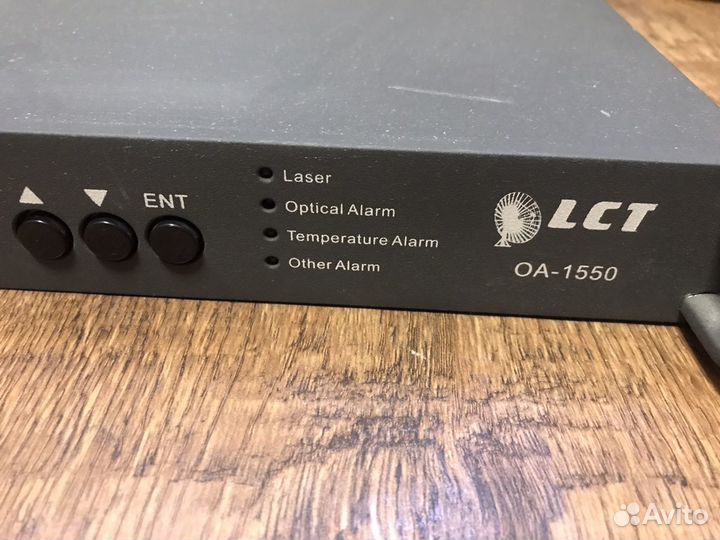 ▲ ▼ ENT
Laser
Optical Alarm
Temperature Alarm
Other Alarm
LCT
OA-1550
Avito